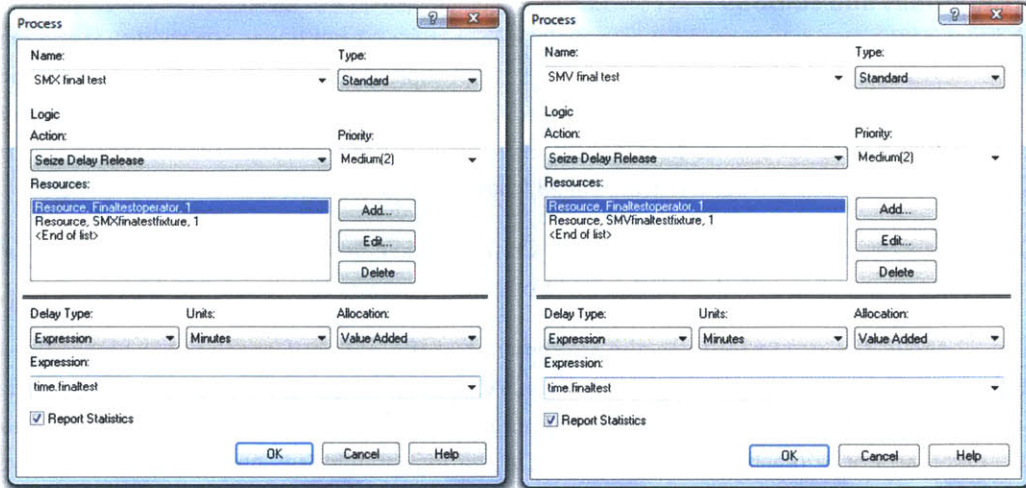 Process
Name:
Type:
SMX final test
Standard
Logic
Action:
Priority:
Seize Delay Release
Medium(2)
Resources:
Resource, Finaltestoperator, 1
Resource, SMXfinaltestfixture, 1
<End of list>
Add...
Edit...
Delete
Delay Type:
Units:
Allocation:
Expression
Minutes
Value Added
Expression:
time.finaltest
Report Statistics
OK
Cancel
Help
Process
Name:
Type:
SMV final test
Standard
Logic
Action:
Priority:
Seize Delay Release
Medium(2)
Resources:
Resource, Finaltestoperator, 1
Resource, SMVfinaltestfixture, 1
<End of list>
Add...
Edit...
Delete
Delay Type:
Units:
Allocation:
Expression
Minutes
Value Added
Expression:
time.finaltest
Report Statistics
OK
Cancel
Help